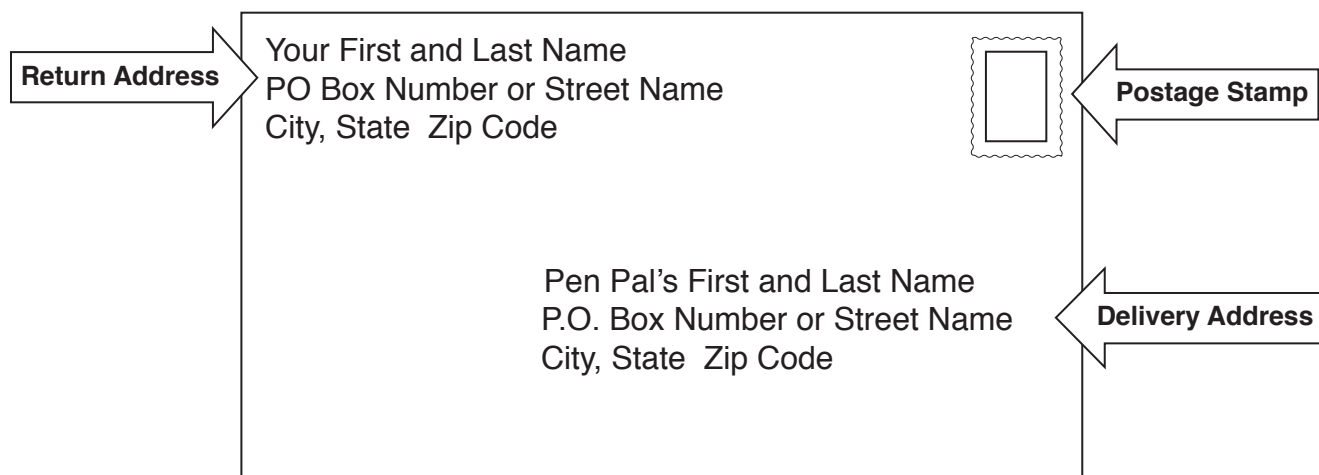 Return Address
Your First and Last Name
PO Box Number or Street Name
City, State  Zip Code
Postage Stamp
Pen Pal’s First and Last Name
P.O. Box Number or Street Name
City, State  Zip Code
Delivery Address